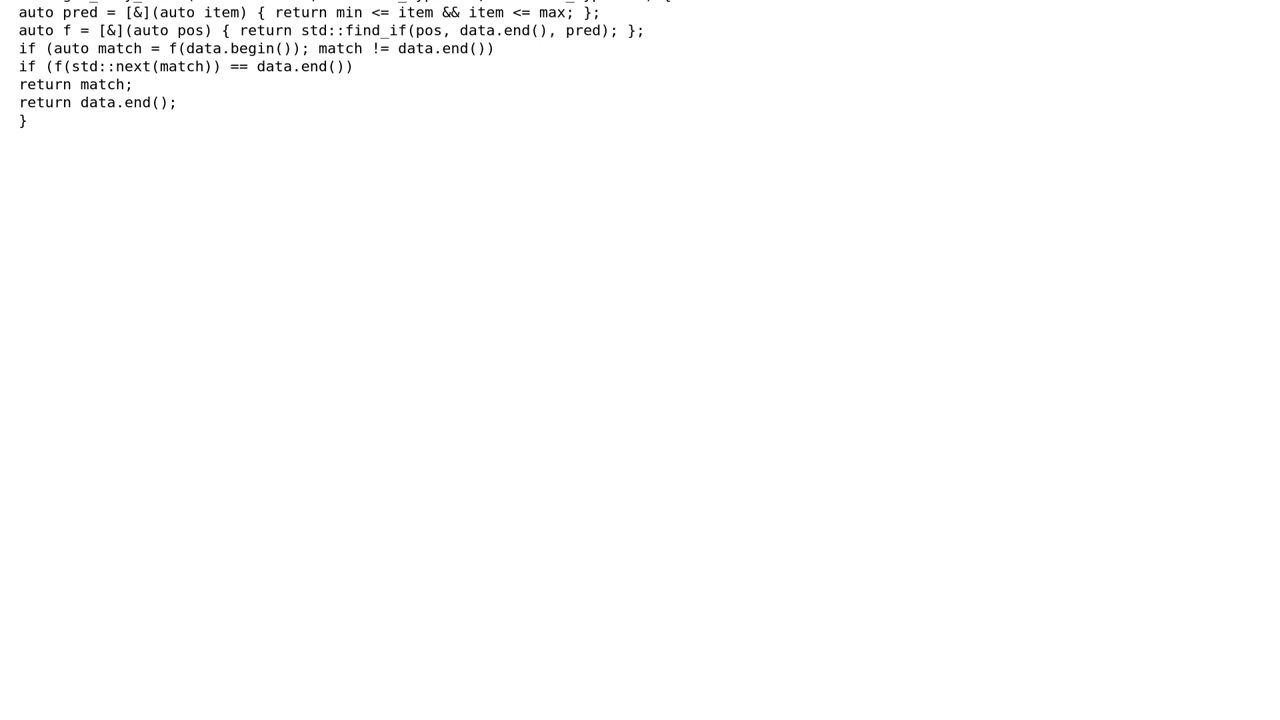 auto pred = [&](auto item) { return min <= item && item <= max; };
auto f = [&](auto pos) { return std::find_if(pos, data.end(), pred); };
if (auto match = f(data.begin()); match != data.end())
if (f(std::next(match)) == data.end())
return match;
return data.end();
}